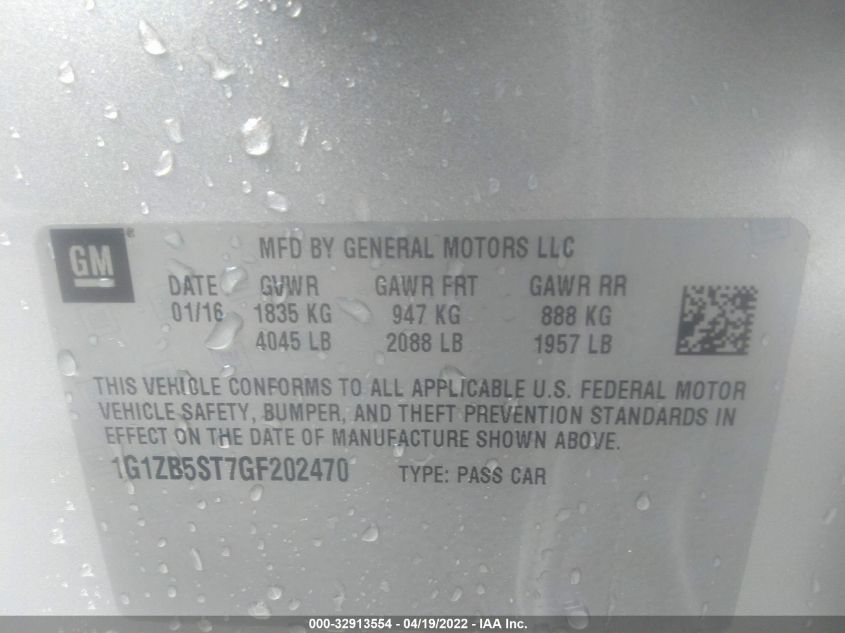 GM ® MFD BY GENERAL MOTORS LLC
DATE GVWR GAWR FRT GAWR RR
01/16 1835 KG 947 KG 888 KG
4045 LB 2088 LB 1957 LB
THIS VEHICLE CONFORMS TO ALL APPLICABLE U.S. FEDERAL MOTOR
VEHICLE SAFETY, BUMPER, AND THEFT PREVENTION STANDARDS IN
EFFECT ON THE DATE OF MANUFACTURE SHOWN ABOVE.
1G1ZB5ST7GF202470 TYPE: PASS CAR
000-32913554 - 04/19/2022 - IAA Inc.